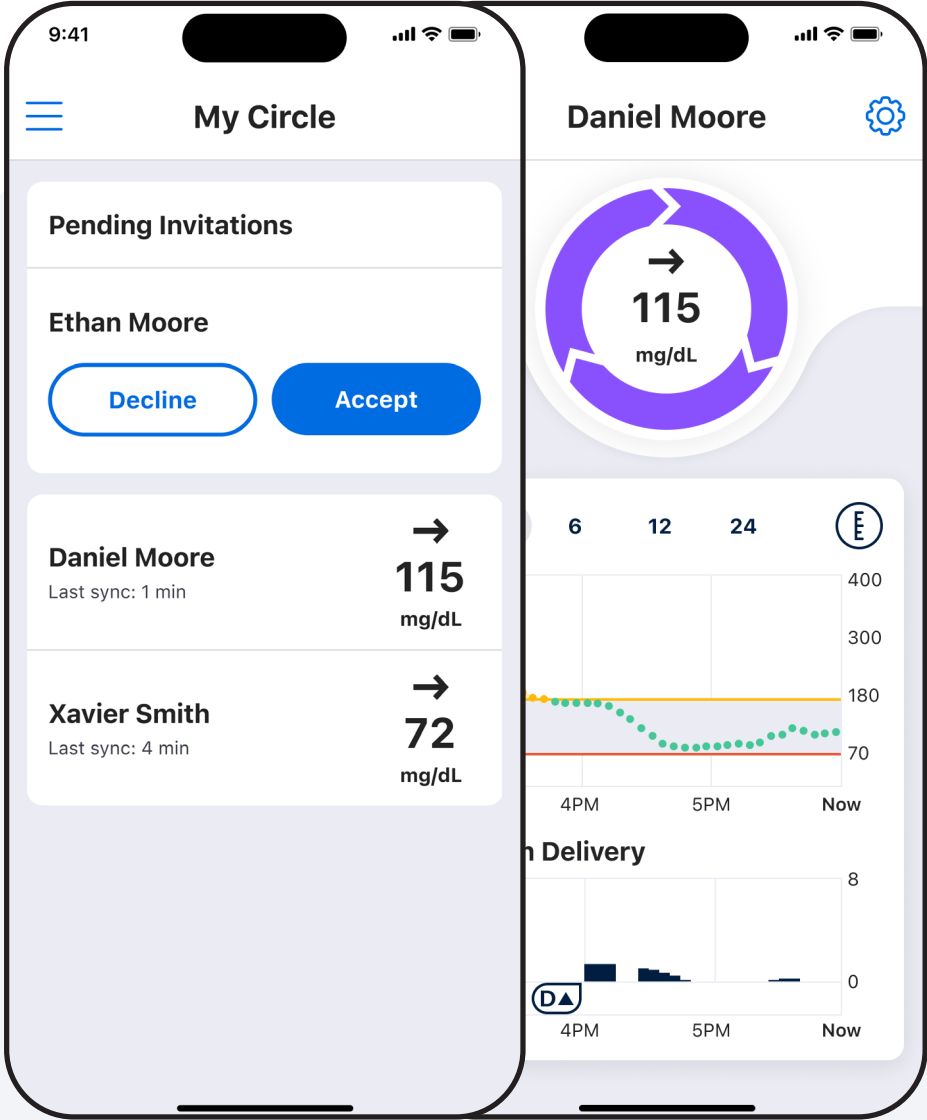 9:41
My Circle
Pending Invitations
Ethan Moore
Decline
Accept
Daniel Moore
Last sync: 1 min
115
mg/dL
Xavier Smith
Last sync: 4 min
72
mg/dL
Daniel Moore
115
mg/dL
6
12
24
400
300
180
70
4PM
5PM
Now
Delivery
8
0
D
4PM
5PM
Now